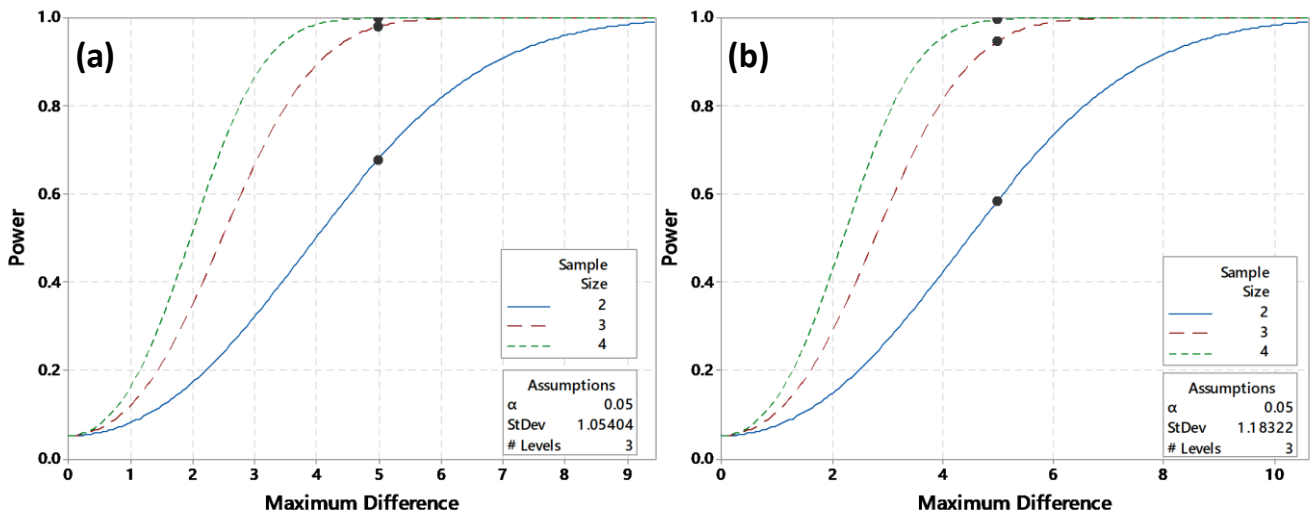 (a)
Power
1.0
0.8
0.6
0.4
0.2
0.0
0 1 2 3 4 5 6 7 8 9
Maximum Difference
Sample
Size
2
3
4
Assumptions
α 0.05
StDev 1.05404
# Levels 3
(b)
Power
1.0
0.8
0.6
0.4
0.2
0.0
0 2 4 6 8 10
Maximum Difference
Sample
Size
2
3
4
Assumptions
α 0.05
StDev 1.18322
# Levels 3